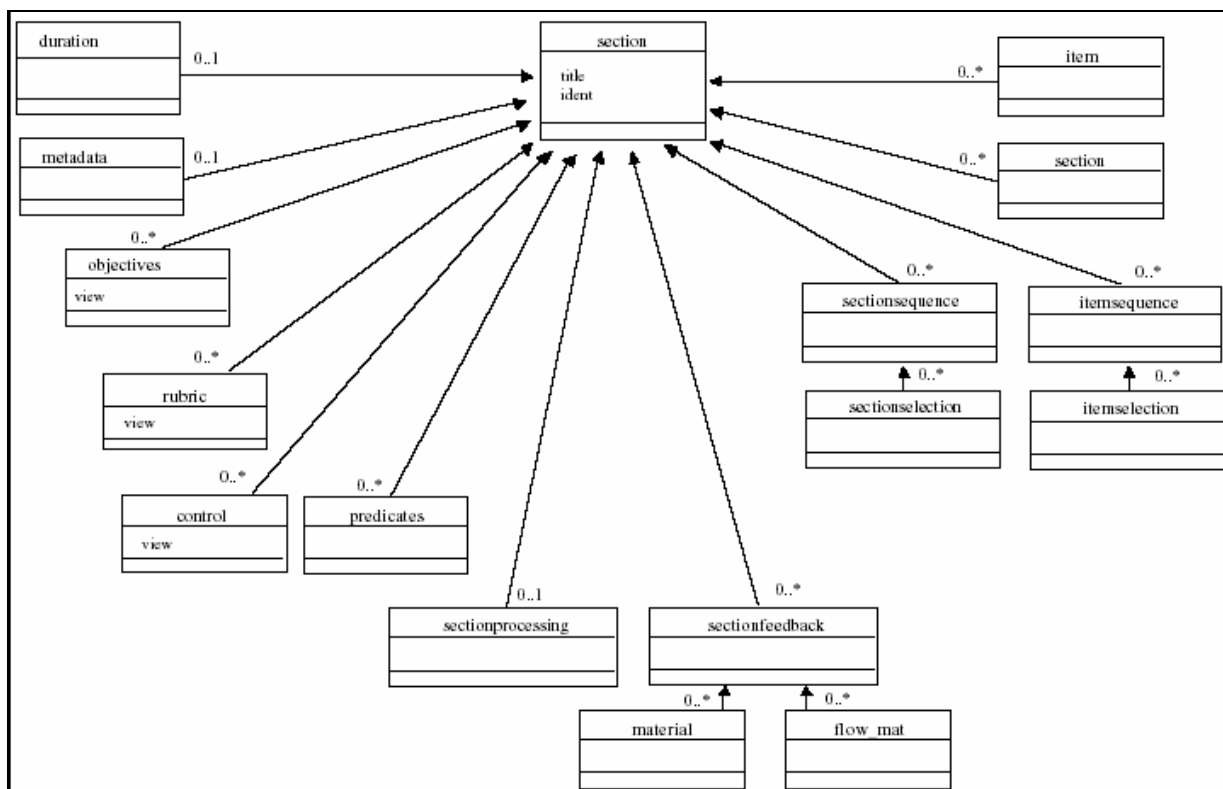 duration
0..1
section
title
ident
item
0..*
metadata
0..1
section
0..*
objectives
view
0..*
sectionsequence
0..*
itemsequence
0..*
rubric
view
0..*
sectionselection
0..*
itemselection
0..*
control
view
0..*
predicates
0..*
sectionprocessing
0..1
sectionfeedback
0..*
material
0..*
flow_mat
0..*